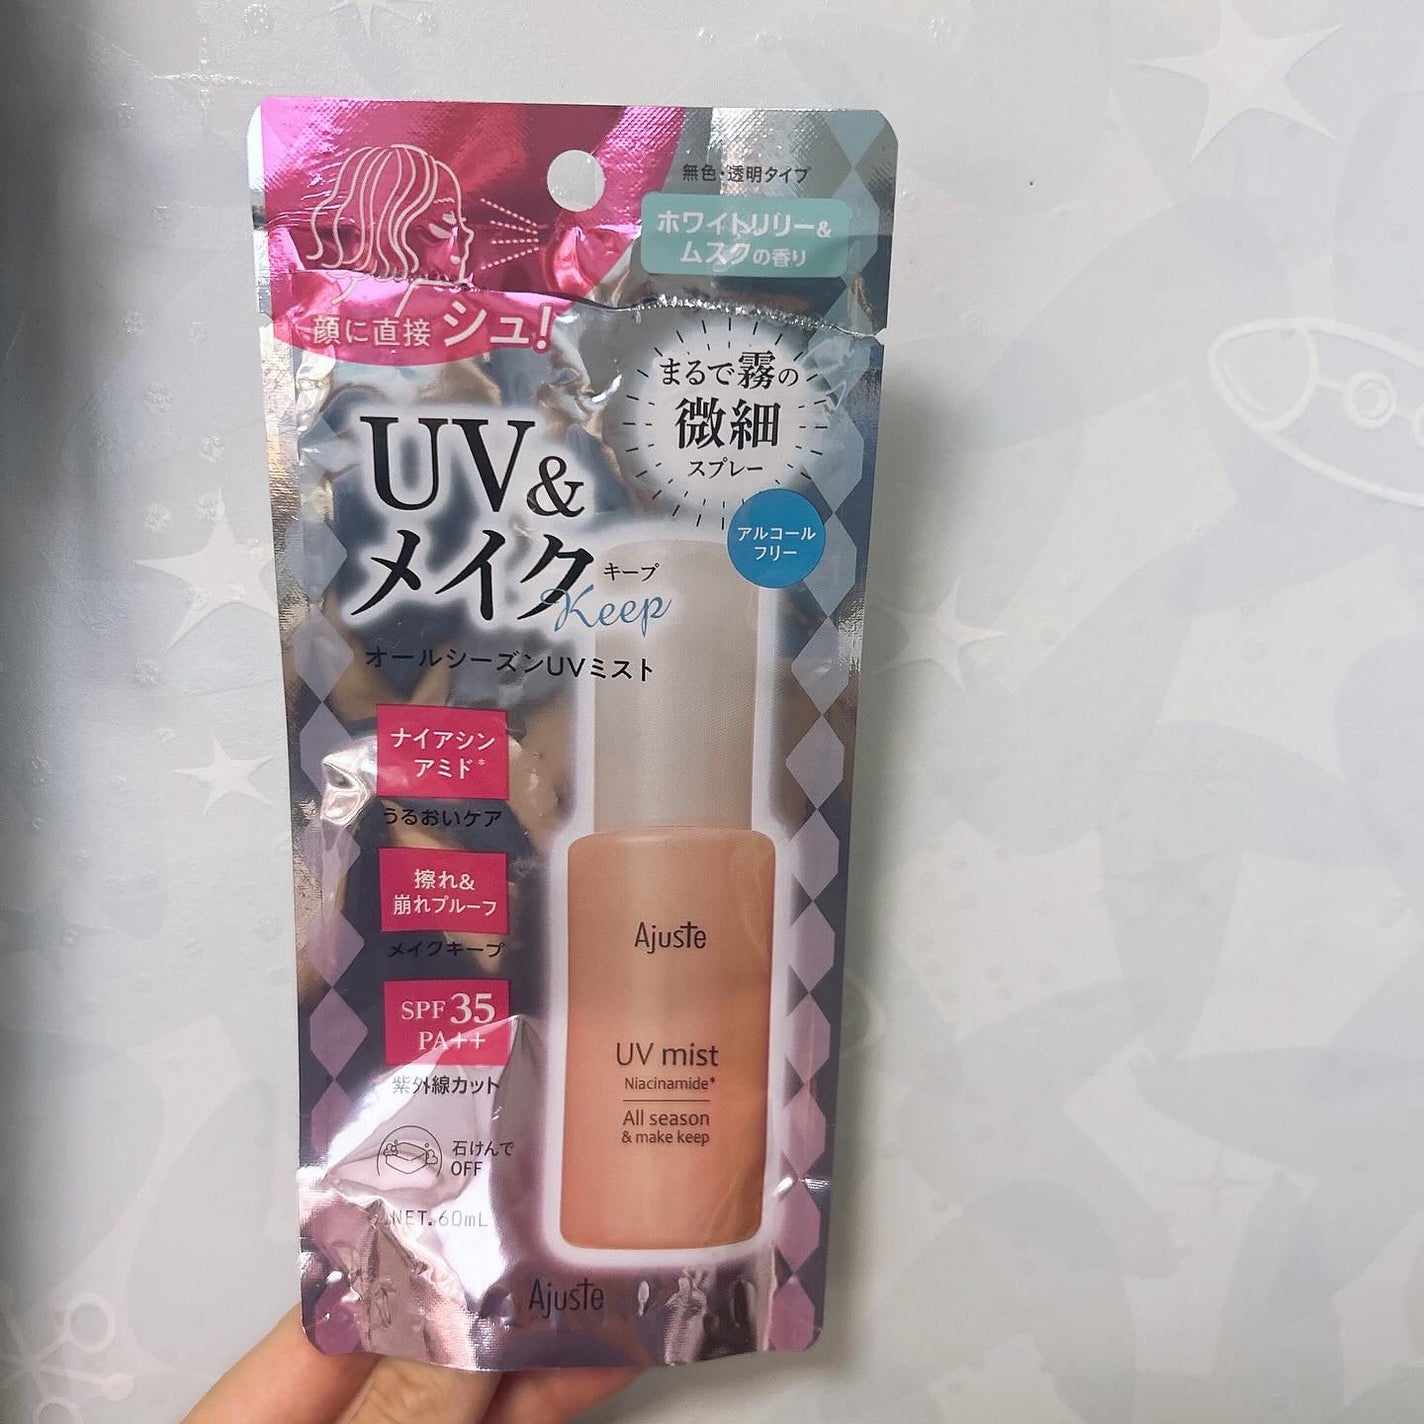 無色・透明タイプ
ホワイトリリー&
ムスクの香り
顔に直接 シュ!
まるで霧の
微細
スプレー
アルコール
フリー
UV&
メイク
キープ
Keep
オールシーズンUVミスト
ナイアシン
アミド*
うるおいケア
擦れ&
崩れプルーフ
メイクキープ
SPF35
PA++
紫外線カット
石けんで
OFF
NET.60mL
Ajuste
UV mist
Niacinamide*
All season
& make keep
Ajuste